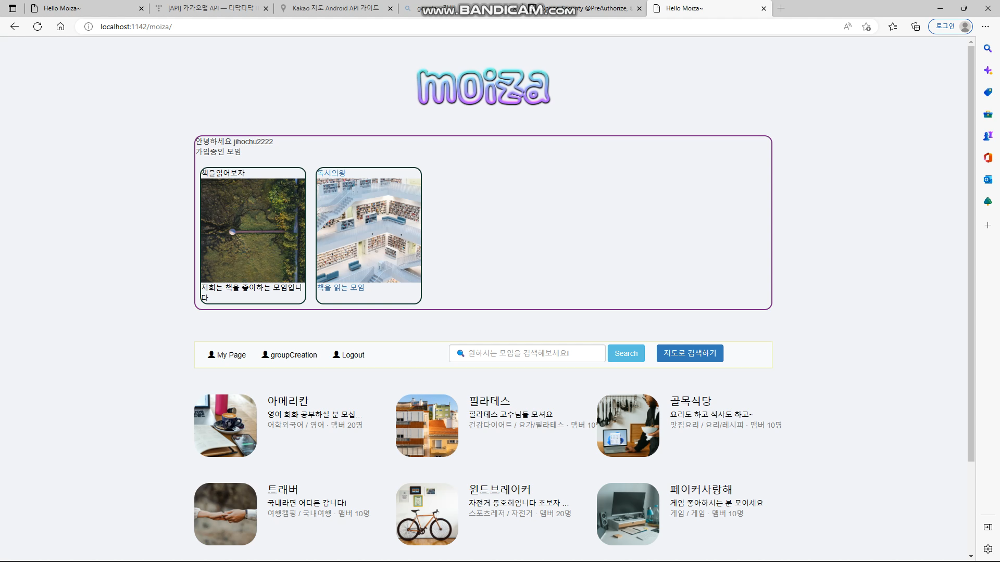 Hello Moiza~
[API] 카카오맵 API — 타닥타닥
Kakao 지도 Android API 가이드
www.BANDICAM.com
Spring Security @PreAuthorize,
Hello Moiza~
localhost:1142/moiza/
로그인
moiza
안녕하세요 jihochu2222
가입중인 모임
책을읽어보자
저희는 책을 좋아하는 모임입니
다
독서의왕
책을 읽는 모임
My Page
groupCreation
Logout
원하시는 모임을 검색해보세요!
Search
지도로 검색하기
아메리칸
영어 회화 공부하실 분 모십...
어학외국어 / 영어 · 맴버 20명
필라테스
필라테스 고수님들 모셔요
건강다이어트 / 요가/필라테스 · 맴버 10
골목식당
요리도 하고 식사도 하고~
맛집요리 / 요리/레시피 · 맴버 10명
트래버
국내라면 어디든 갑니다!
여행캠핑 / 국내여행 · 맴버 10명
윈드브레이커
자전거 동호회입니다 초보자 ...
스포츠레저 / 자전거 · 맴버 20명
페이커사랑해
게임 좋아하시는 분 모이세요
게임 / 게임 · 맴버 10명